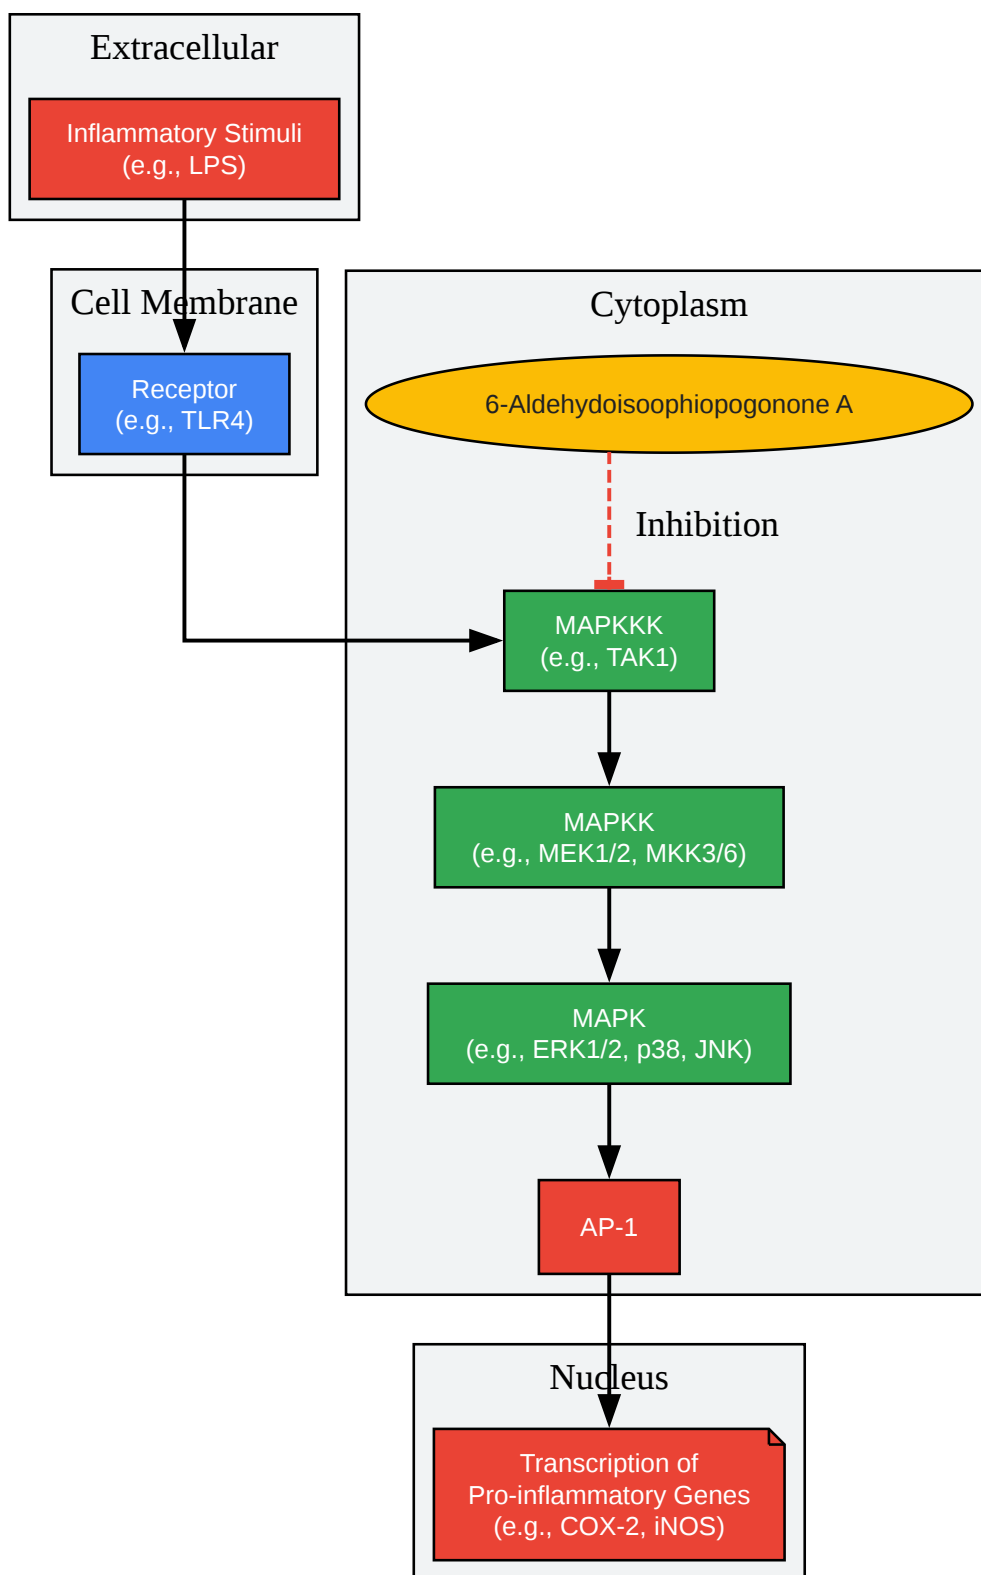 Extracellular
Inflammatory Stimuli
(e.g., LPS)
Cell Membrane
Receptor
(e.g., TLR4)
Cytoplasm
6-Aldehydoisoophiopogonone A
Inhibition
MAPKKK
(e.g., TAK1)
MAPKK
(e.g., MEK1/2, MKK3/6)
MAPK
(e.g., ERK1/2, p38, JNK)
AP-1
Nucleus
Transcription of
Pro-inflammatory Genes
(e.g., COX-2, iNOS)